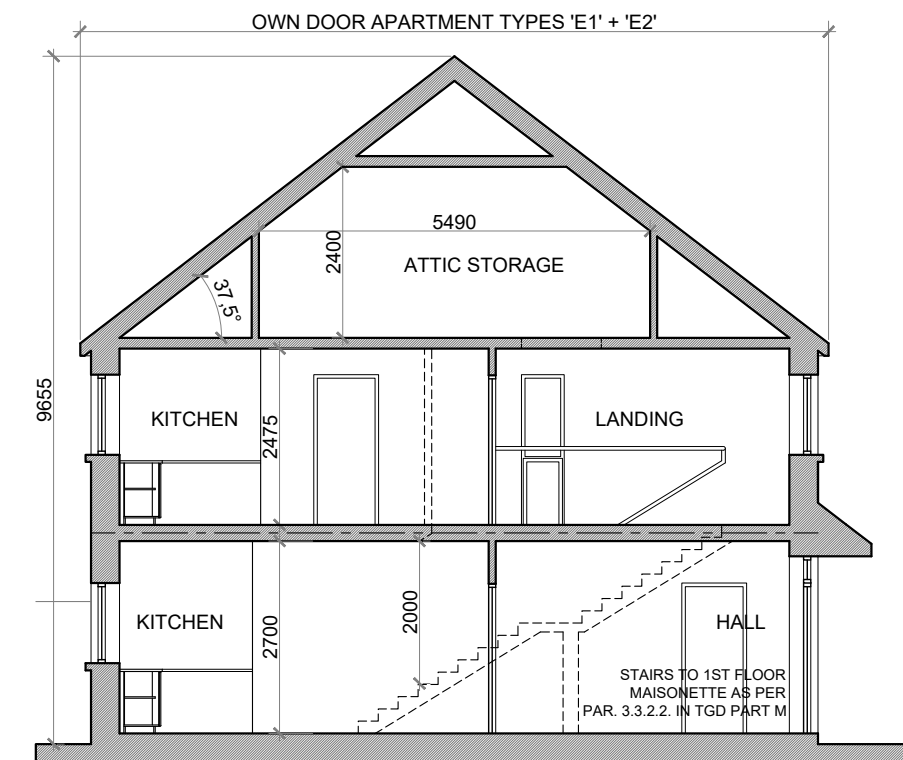 OWN DOOR APARTMENT TYPES 'E1' + 'E2'
5490
2400
ATTIC STORAGE
37,5°
9655
KITCHEN
2475
LANDING
KITCHEN
2700
2000
HALL
STAIRS TO 1ST FLOOR
MAISONETTE AS PER
PAR. 3.3.2.2. IN TGD PART M